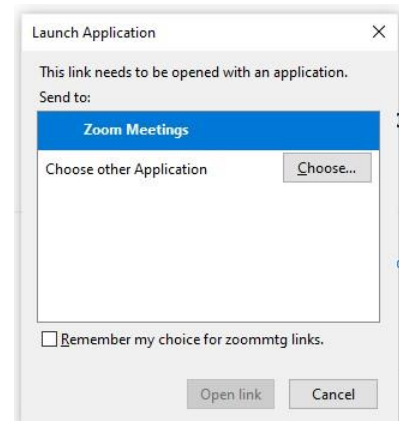 Launch Application
This link needs to be opened with an application.
Send to:
Zoom Meetings
Choose other Application
Choose...
Remember my choice for zoommtg links.
Open link
Cancel